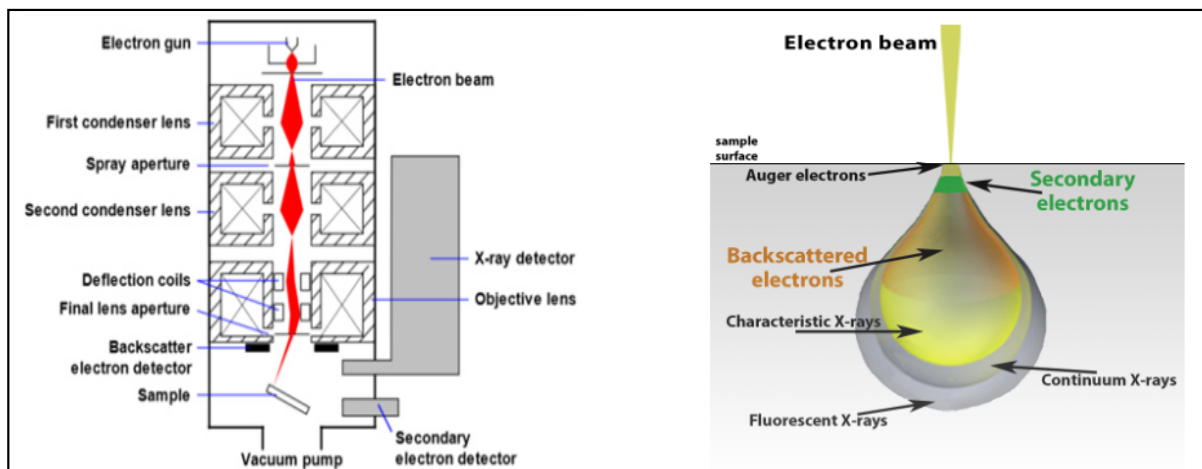 Electron gun
Electron beam
First condenser lens
Spray aperture
Second condenser lens
X-ray detector
Deflection coils
Objective lens
Final lens aperture
Backscatter
electron detector
Sample
Secondary
electron detector
Vacuum pump
Electron beam
sample
surface
Auger electrons
Secondary
electrons
Backscattered
electrons
Characteristic X-rays
Continuum X-rays
Fluorescent X-rays